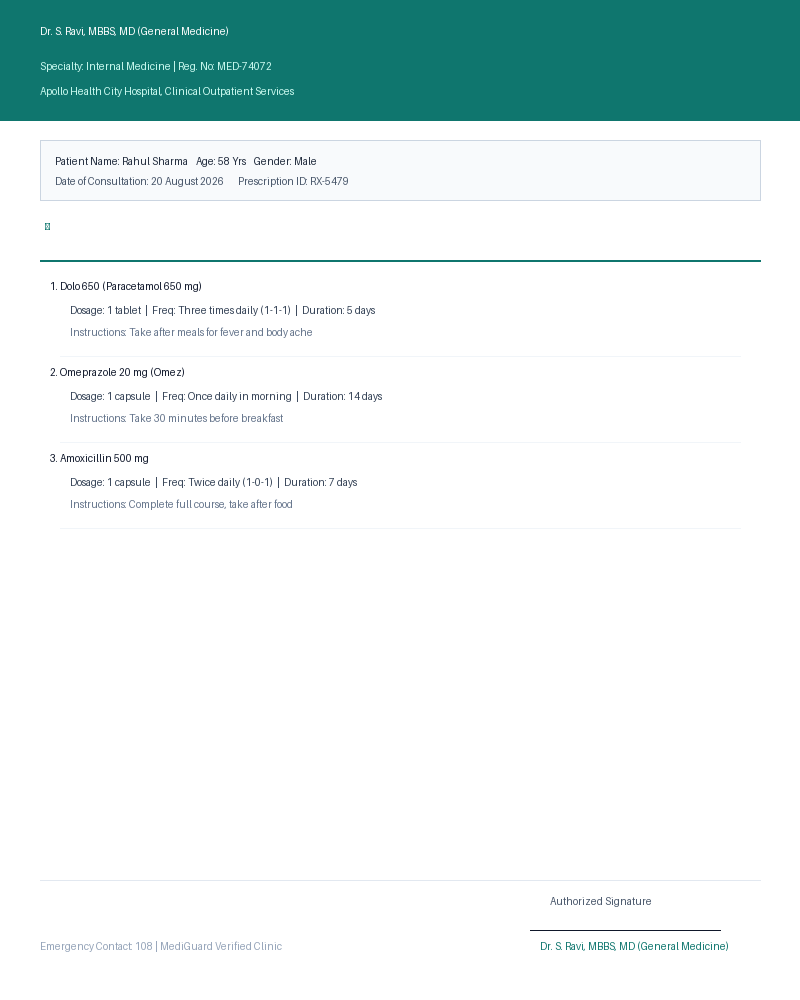 Dr. S. Ravi, MBBS, MD (General Medicine)
Specialty: Internal Medicine | Reg. No: MED-74072
Apollo Health City Hospital, Clinical Outpatient Services
Patient Name: Rahul Sharma Age: 58 Yrs Gender: Male
Date of Consultation: 20 August 2026 Prescription ID: RX-5479
1. Dolo 650 (Paracetamol 650 mg)
Dosage: 1 tablet | Freq: Three times daily (1-1-1) | Duration: 5 days
Instructions: Take after meals for fever and body ache
2. Omeprazole 20 mg (Omez)
Dosage: 1 capsule | Freq: Once daily in morning | Duration: 14 days
Instructions: Take 30 minutes before breakfast
3. Amoxicillin 500 mg
Dosage: 1 capsule | Freq: Twice daily (1-0-1) | Duration: 7 days
Instructions: Complete full course, take after food
Authorized Signature
Emergency Contact: 108 | MediGuard Verified Clinic
Dr. S. Ravi, MBBS, MD (General Medicine)